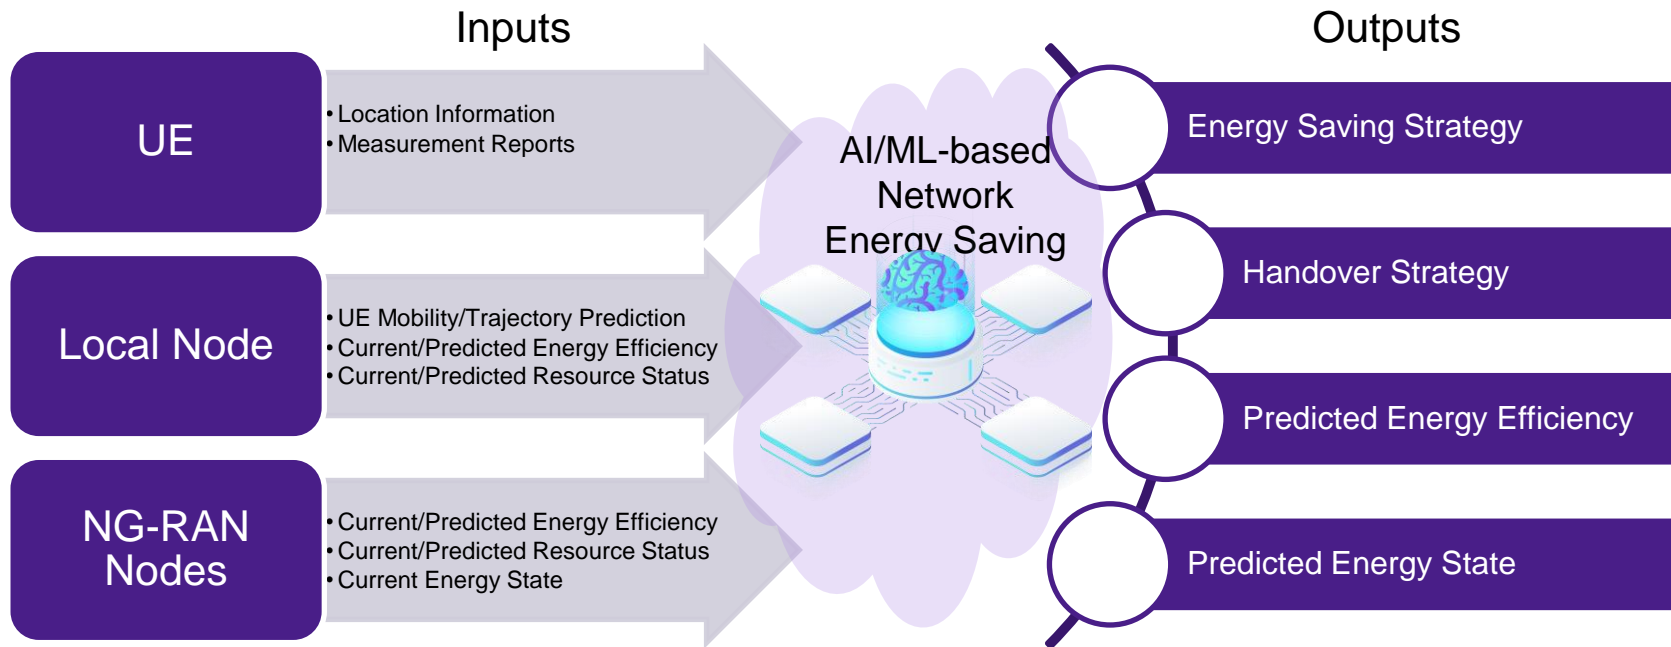 Inputs
Outputs
UE
• Location Information
• Measurement Reports
Local Node
• UE Mobility/Trajectory Prediction
• Current/Predicted Energy Efficiency
• Current/Predicted Resource Status
NG-RAN
Nodes
• Current/Predicted Energy Efficiency
• Current/Predicted Resource Status
• Current Energy State
AI/ML-based
Network
Energy Saving
Energy Saving Strategy
Handover Strategy
Predicted Energy Efficiency
Predicted Energy State